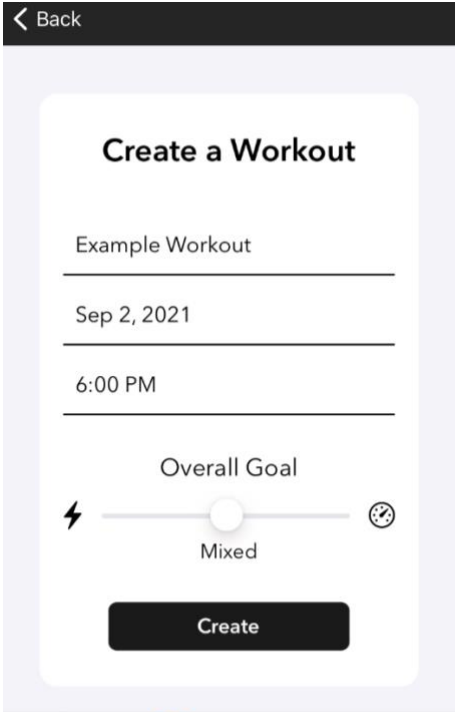 Back
Create a Workout
Example Workout
Sep 2, 2021
6:00 PM
Overall Goal
Mixed
Create